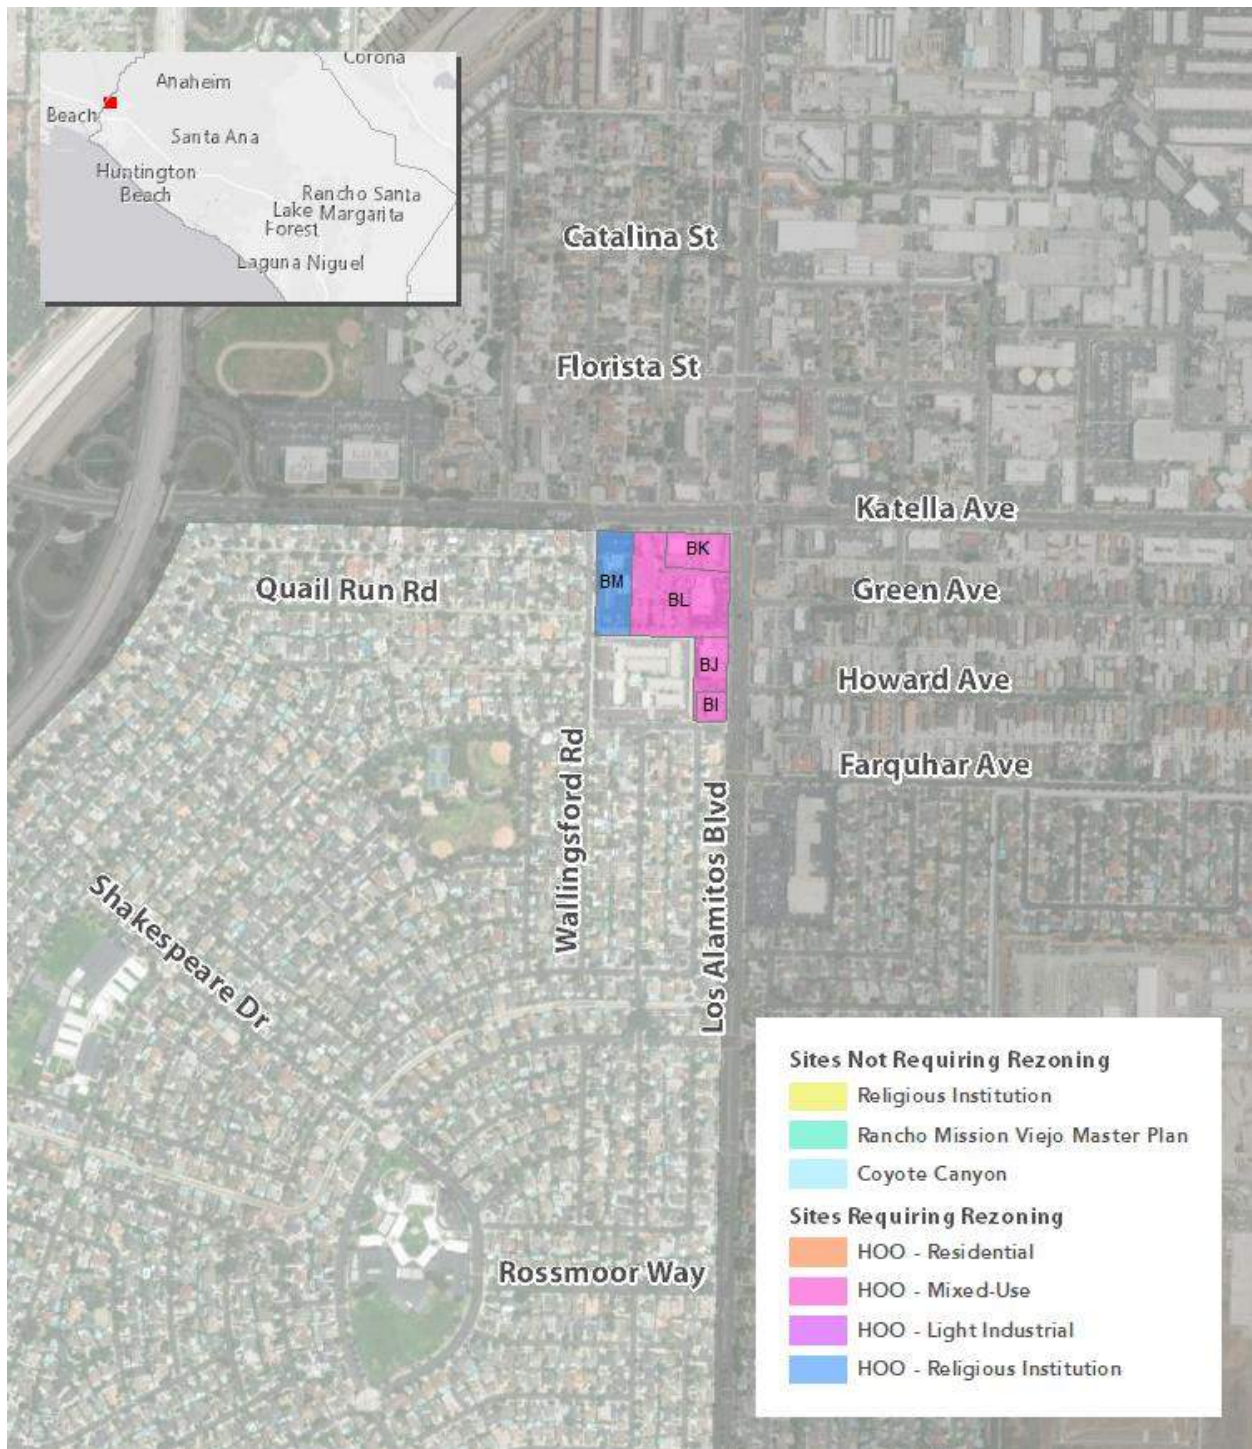 Corona
Anaheim
Beach
Santa Ana
Huntington
Beach
Rancho Santa
Margarita
Lake
Forest
Laguna Niguel
Catalina St
Florista St
Katella Ave
Quail Run Rd
Green Ave
BK
BM
BL
BJ
BI
Howard Ave
Farquhar Ave
Wallingsford Rd
Los Alamitos Blvd
Shakespeare Dr
Rossmoor Way
Sites Not Requiring Rezoning
Religious Institution
Rancho Mission Viejo Master Plan
Coyote Canyon
Sites Requiring Rezoning
HOO - Residential
HOO - Mixed-Use
HOO - Light Industrial
HOO - Religious Institution